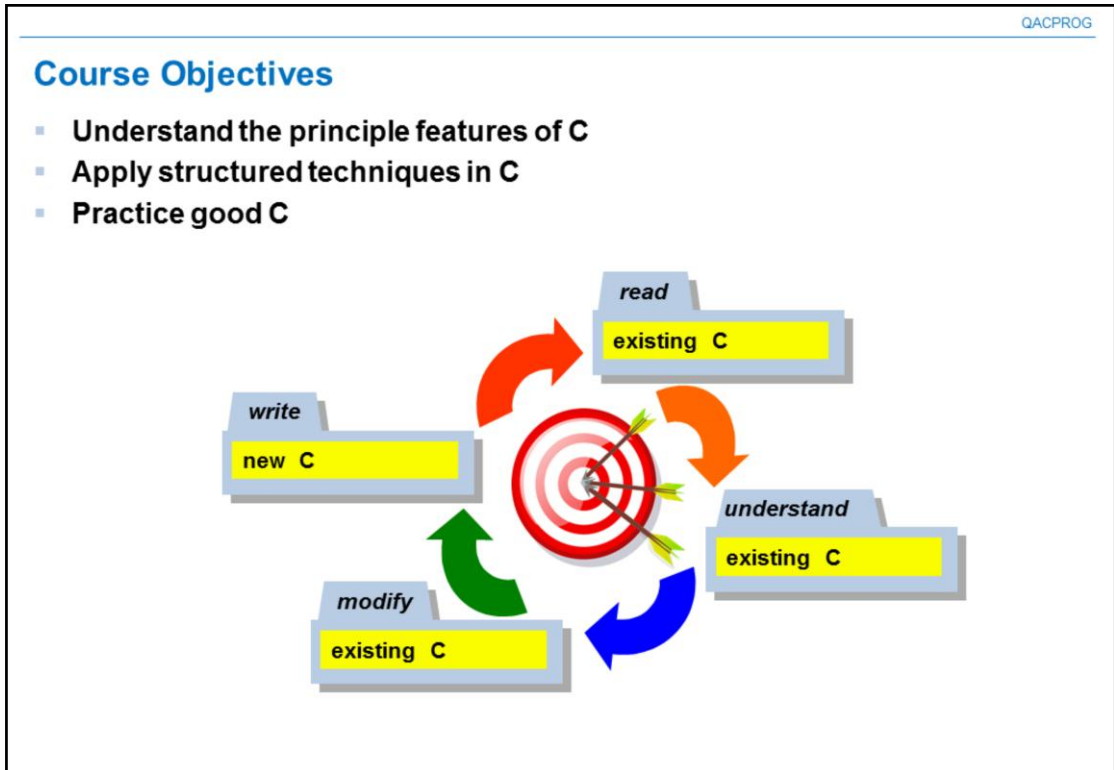 QACPROG
Course Objectives
Understand the principle features of C
Apply structured techniques in C
Practice good C
read
existing C
write
new C
understand
existing C
modify
existing C